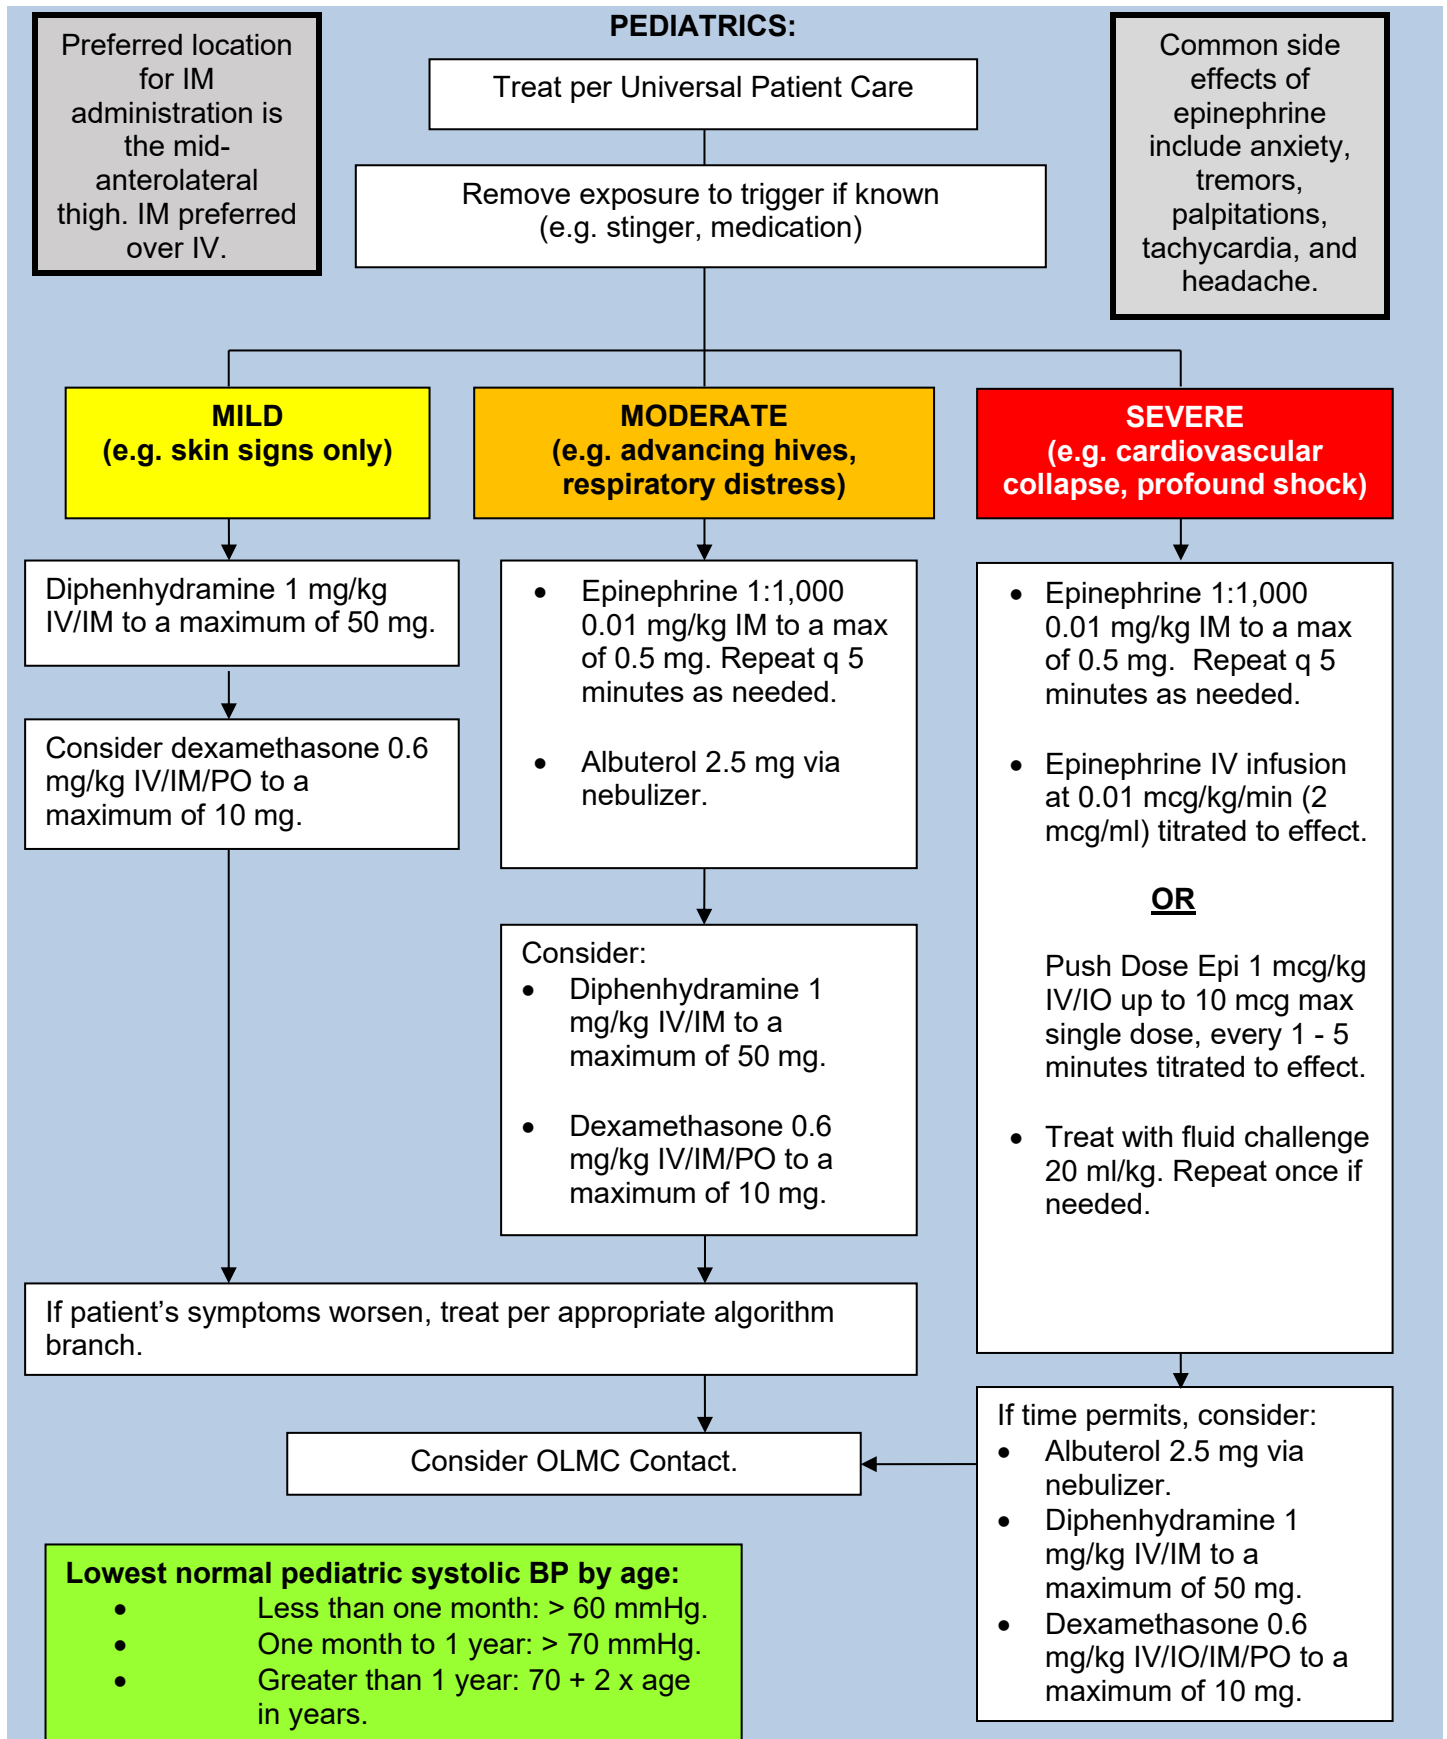 PEDIATRICS:
Preferred location
for IM
administration is
the mid-
anterolateral
thigh. IM preferred
over IV.
Treat per Universal Patient Care
Common side
effects of
epinephrine
include anxiety,
tremors,
palpitations,
tachycardia, and
headache.
Remove exposure to trigger if known
(e.g. stinger, medication)
MILD
(e.g. skin signs only)
MODERATE
(e.g. advancing hives,
respiratory distress)
SEVERE
(e.g. cardiovascular
collapse, profound shock)
Diphenhydramine 1 mg/kg
IV/IM to a maximum of 50 mg.
Consider dexamethasone 0.6
mg/kg IV/IM/PO to a
maximum of 10 mg.
• Epinephrine 1:1,000
0.01 mg/kg IM to a max
of 0.5 mg. Repeat q 5
minutes as needed.
• Albuterol 2.5 mg via
nebulizer.
Consider:
• Diphenhydramine 1
mg/kg IV/IM to a
maximum of 50 mg.
• Dexamethasone 0.6
mg/kg IV/IM/PO to a
maximum of 10 mg.
• Epinephrine 1:1,000
0.01 mg/kg IM to a max
of 0.5 mg. Repeat q 5
minutes as needed.
• Epinephrine IV infusion
at 0.01 mcg/kg/min (2
mcg/ml) titrated to effect.
OR
Push Dose Epi 1 mcg/kg
IV/IO up to 10 mcg max
single dose, every 1 - 5
minutes titrated to effect.
• Treat with fluid challenge
20 ml/kg. Repeat once if
needed.
If patient’s symptoms worsen, treat per appropriate algorithm
branch.
If time permits, consider:
• Albuterol 2.5 mg via
nebulizer.
• Diphenhydramine 1
mg/kg IV/IM to a
maximum of 50 mg.
• Dexamethasone 0.6
mg/kg IV/IO/IM/PO to a
maximum of 10 mg.
Consider OLMC Contact.
Lowest normal pediatric systolic BP by age:
• Less than one month: > 60 mmHg.
• One month to 1 year: > 70 mmHg.
• Greater than 1 year: 70 + 2 x age
in years.